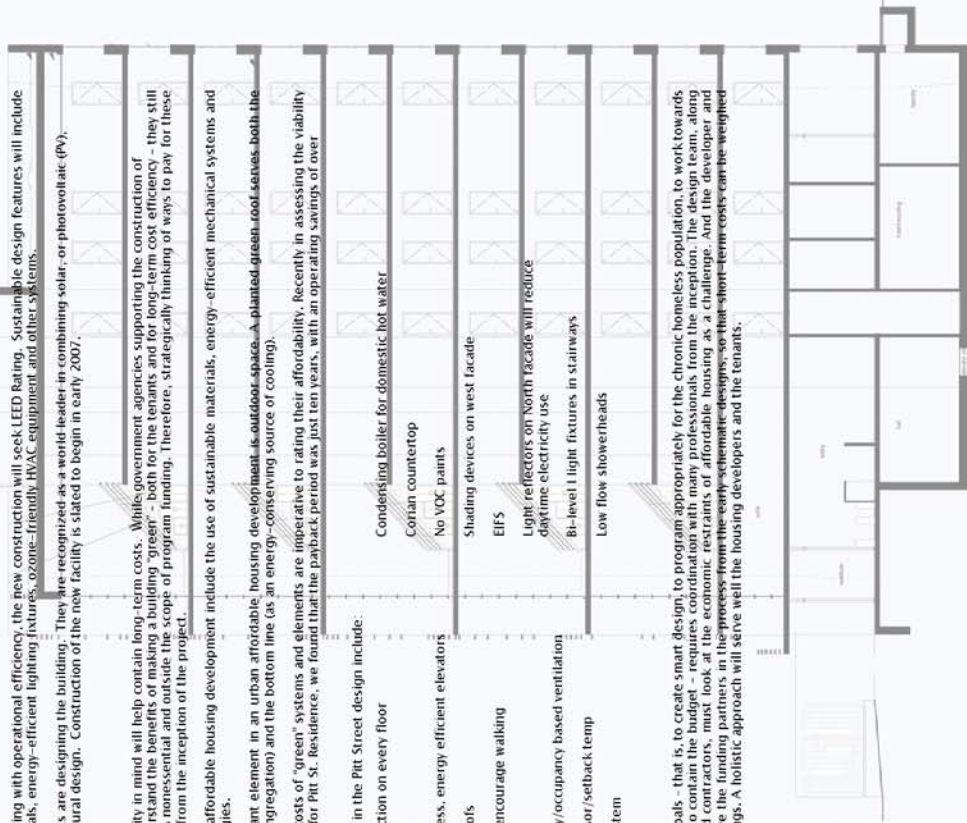 ing with operational efficiency, the new construction will seek LEED Rating. Sustainable design features will include
als, energy-efficient lighting fixtures, ozone-friendly HVAC equipment and other systems.
s are designing the building. They are recognized as a world leader in combining solar, or photovoltaic (PV),
ural design. Construction of the new facility is slated to begin in early 2007.
ity in mind will help contain long-term costs. While government agencies supporting the construction of
rstand the benefits of making a building "green" - both for the tenants and for long-term cost efficiency - they still
s nonessential and outside the scope of program funding. Therefore, strategically thinking of ways to pay for these
from the inception of the project.
affordable housing development include the use of sustainable materials, energy-efficient mechanical systems and
gies.
ant element in an urban affordable housing development is outdoor space. A planted green roof serves both the
ngregation) and the bottom line (as an energy-conserving source of cooling).
costs of "green" systems and elements are imperative to rating their affordability. Recently in assessing the viability
for Pitt St. Residence, we found that the payback period was just ten years, with an operating savings of over
in the Pitt Street design include:
ction on every floor
ess, energy efficient elevators
ofs
encourage walking
y/occupancy based ventilation
or/setback temp
tem
Condensing boiler for domestic hot water
Corian countertop
No VOC paints
Shading devices on west facade
EIFS
Light reflectors on North facade will reduce
daytime electricity use
Bi-level l light fixtures in stairways
Low flow showerheads
oals - that is, to create smart design, to program appropriately for the chronic homeless population, to work towards
o contain the budget - requires coordination with many professionals from the inception. The design team, along
d contractors, must look at the economic restraints of affordable housing as a challenge. And the developer and
e the funding partners in the process from the early schematic designs, so that short-term costs can be weighed
ngs. A holistic approach will serve well the housing developers and the tenants.